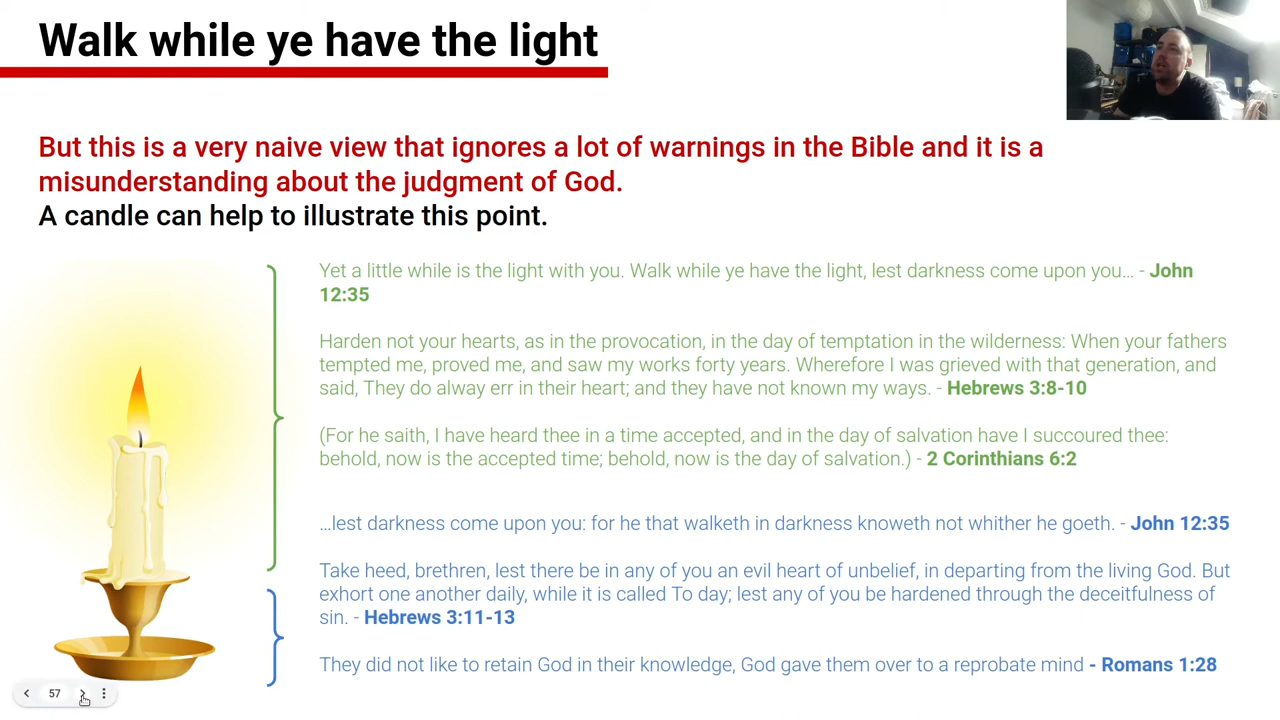 Walk while ye have the light
But this is a very naive view that ignores a lot of warnings in the Bible and it is a
misunderstanding about the judgment of God.
A candle can help to illustrate this point.
Yet a little while is the light with you. Walk while ye have the light, lest darkness come upon you… - John
12:35
Harden not your hearts, as in the provocation, in the day of temptation in the wilderness: When your fathers
tempted me, proved me, and saw my works forty years. Wherefore I was grieved with that generation, and
said, They do alway err in their heart; and they have not known my ways. - Hebrews 3:8-10
(For he saith, I have heard thee in a time accepted, and in the day of salvation have I succoured thee:
behold, now is the accepted time; behold, now is the day of salvation.) - 2 Corinthians 6:2
…lest darkness come upon you: for he that walketh in darkness knoweth not whither he goeth. - John 12:35
Take heed, brethren, lest there be in any of you an evil heart of unbelief, in departing from the living God. But
exhort one another daily, while it is called To day; lest any of you be hardened through the deceitfulness of
sin. - Hebrews 3:11-13
They did not like to retain God in their knowledge, God gave them over to a reprobate mind - Romans 1:28
57